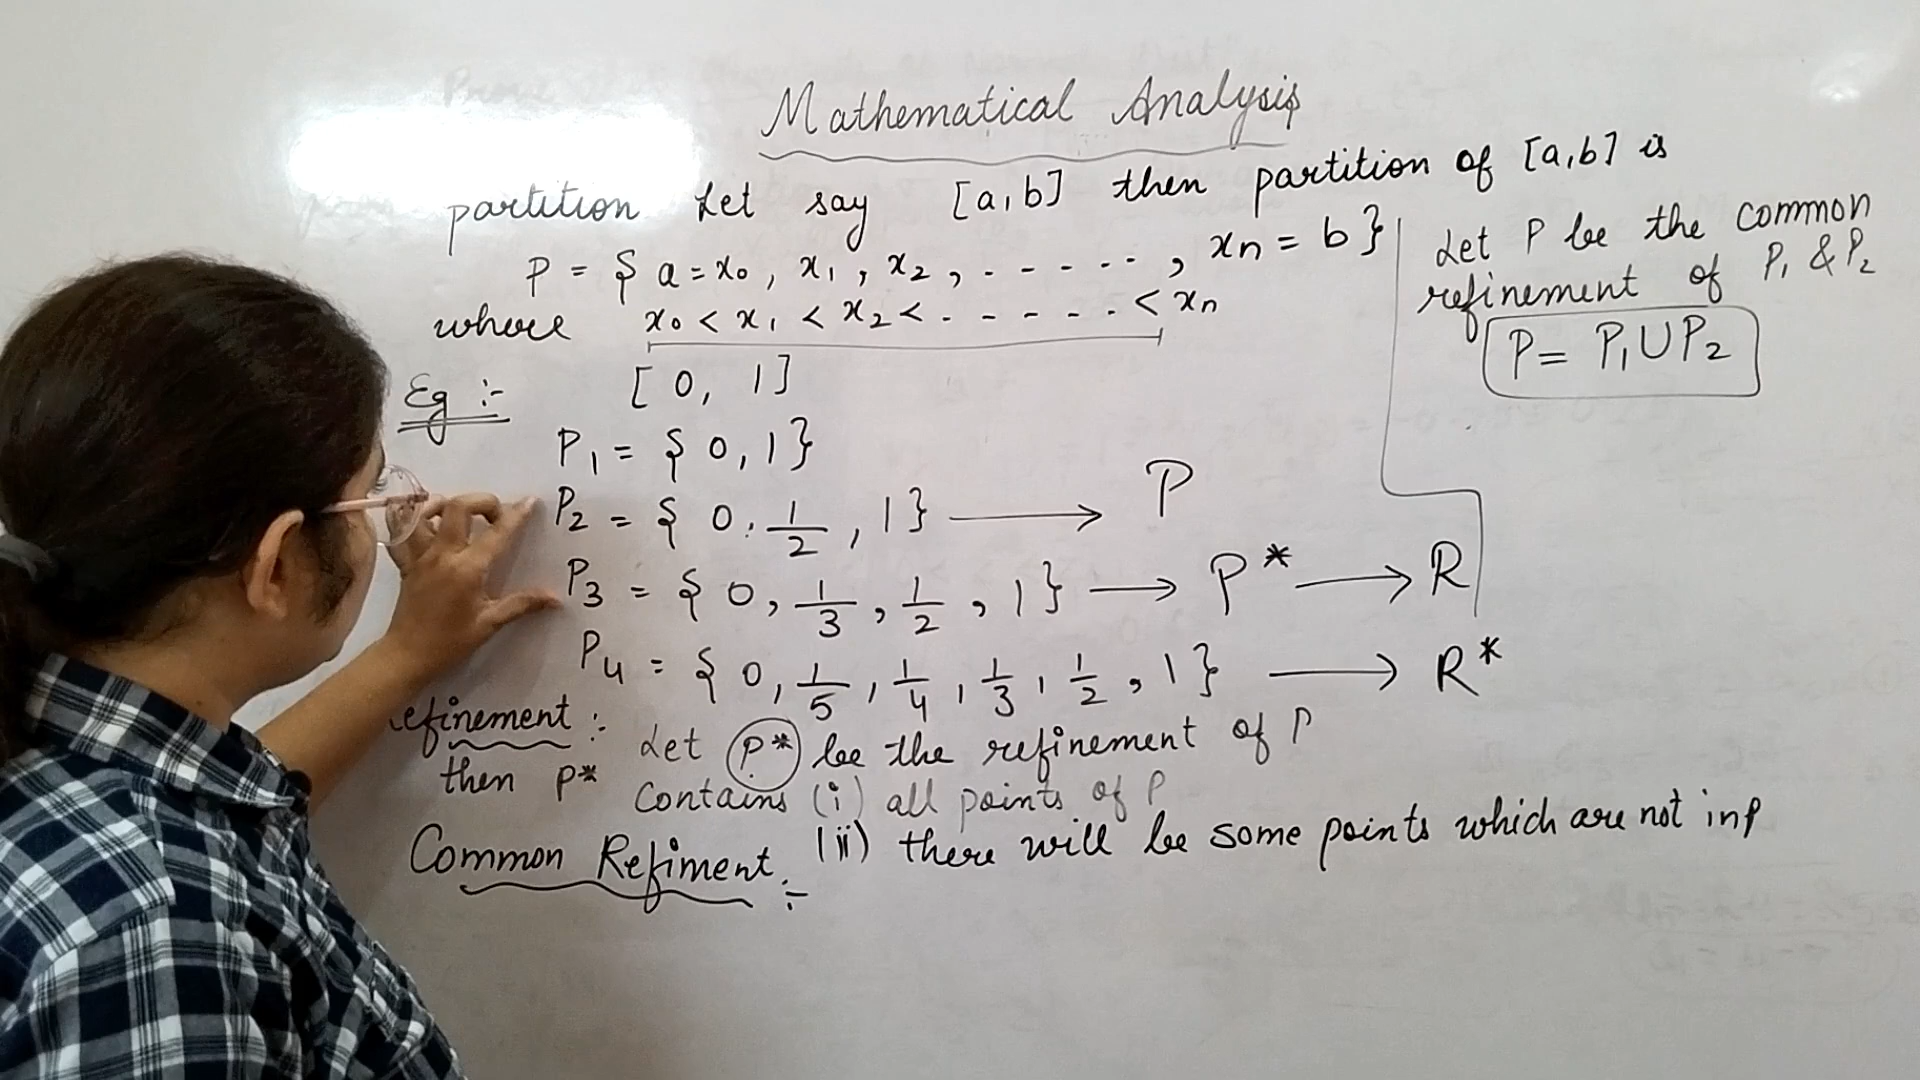 Mathematical Analysis
partition Let say [a,b] then partition of [a,b] is
P = { a = x₀, x₁, x₂, - - - - - -, xn = b }
where x₀ < x₁ < x₂ < - - - - - - < xn
Let P be the common
refinement of P₁ & P₂
P = P₁ U P₂
Eg :- [0, 1]
P₁ = { 0, 1 }
P₂ = { 0, 1/2, 1 } ⟶ P
P₃ = { 0, 1/3, 1/2, 1 } ⟶ P* ⟶ R
P₄ = { 0, 1/5, 1/4, 1/3, 1/2, 1 } ⟶ R*
efinement :- Let P* be the refinement of P
then P* Contains (i) all points of P
(ii) there will be some points which are not in P
Common Refiment :-